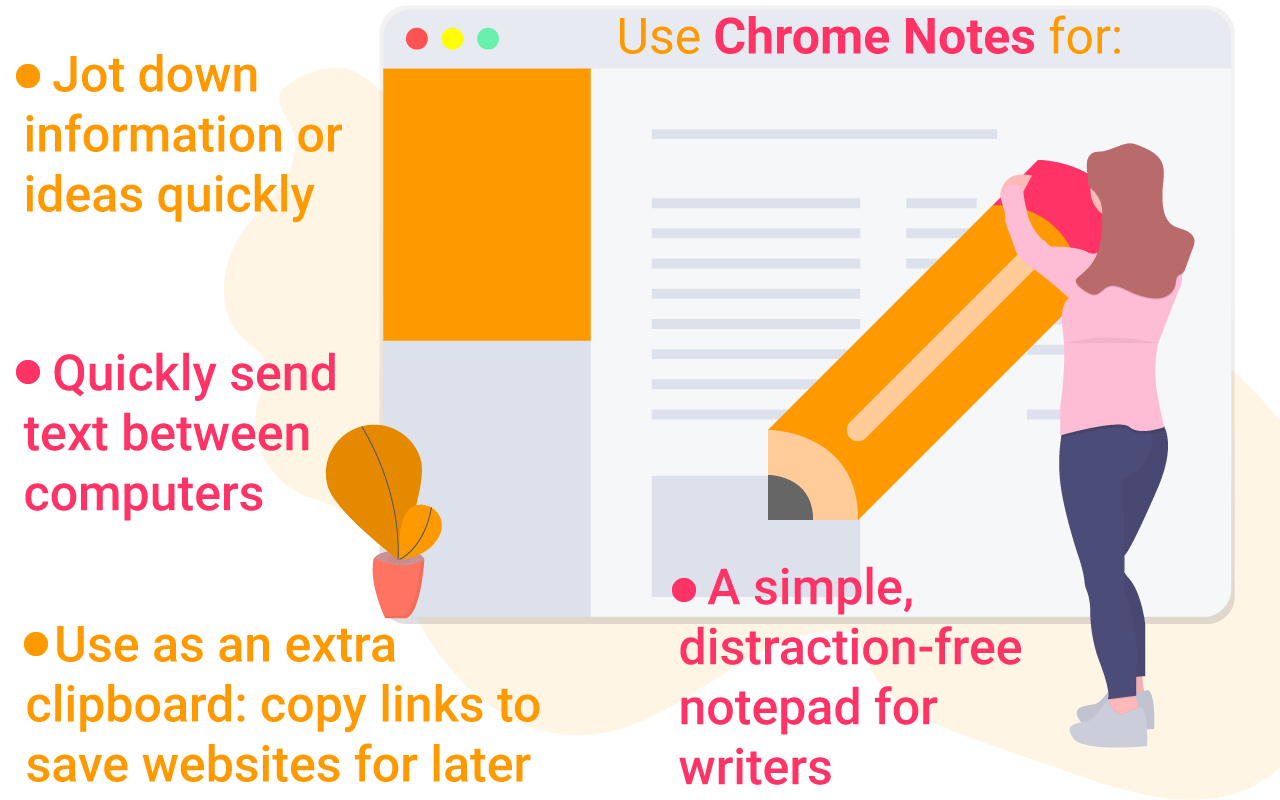 Use Chrome Notes for:
• Jot down
information or
ideas quickly
• Quickly send
text between
computers
•Use as an extra
clipboard: copy links to
save websites for later
• A simple,
distraction-free
notepad for
writers